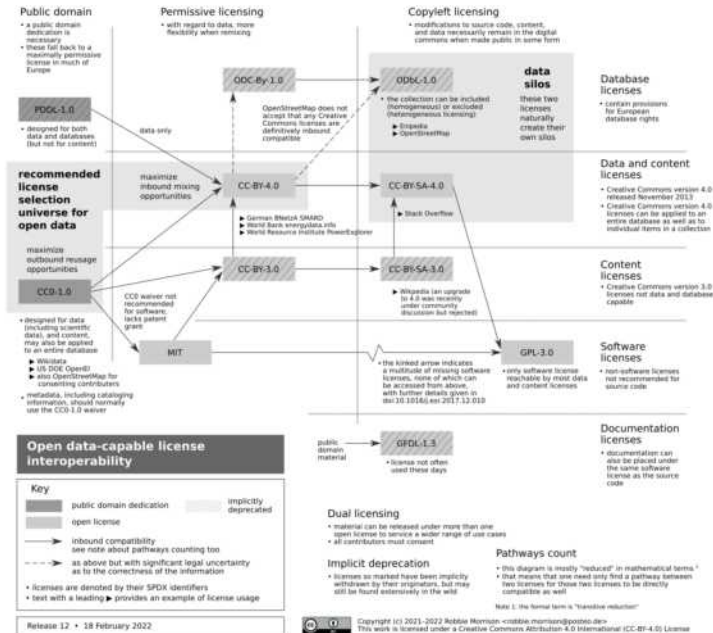 Public domain
• a public domain
dedication is
necessary
• these fall back to a
maximally permissive
license in much of
Europe
Permissive licensing
• with regard to data, more
flexibility when remixing
Copyleft licensing
• modifications to source code, content,
and data necessarily remain in the digital
commons when made public in some form
ODC-By-1.0
ODbL-1.0
• the collection can be included
(homogeneous) or excluded
(heterogeneous licensing)
▶ Enipedia
▶ OpenStreetMap
data
silos
these two
licenses
naturally
create their
own silos
Database
licenses
• contain provisions
for European
database rights
PDDL-1.0
• designed for both
data and databases
(but not for content)
data only
OpenStreetMap does not
accept that any Creative
Commons licenses are
definitively inbound
compatible
recommended
license
selection
universe for
open data
maximize
inbound mixing
opportunities
CC-BY-4.0
▶ German BNetzA SMARD
▶ World Bank energydata.info
▶ World Resource Institute PowerExplorer
CC-BY-SA-4.0
▶ Stack Overflow
Data and content
licenses
• Creative Commons version 4.0
released November 2013
• Creative Commons version 4.0
licenses can be applied to an
entire database as well as to
individual items in a collection
maximize
outbound reusage
opportunities
CC0-1.0
• designed for data
(including scientific
data), and content,
may also be applied
to an entire database
▶ Wikidata
▶ US DOE OpenEI
▶ also OpenStreetMap for
consenting contributors
• metadata, including cataloging
information, should normally
use the CC0-1.0 waiver
CC0 waiver not
recommended
for software,
lacks patent
grant
CC-BY-3.0
CC-BY-SA-3.0
▶ Wikipedia (an upgrade
to 4.0 was recently
under community
discussion but rejected)
Content
licenses
• Creative Commons version 3.0
licenses not data and database
capable
MIT
• the kinked arrow indicates
a multitude of missing software
licenses, none of which can
be accessed from above,
with further details given in
doi:10.1016/j.esr.2017.12.010
GPL-3.0
• only software license
reachable by most data
and content licenses
Software
licenses
• non-software licenses
not recommended for
source code
public
domain
material
GFDL-1.3
• license not often
used these days
Documentation
licenses
• documentation can
also be placed under
the same software
license as the source
code
Open data-capable license
interoperability
Key
public domain dedication
implicitly
deprecated
open license
inbound compatibility
see note about pathways counting too
as above but with significant legal uncertainty
as to the correctness of the information
• licenses are denoted by their SPDX identifiers
• text with a leading ▶ provides an example of license usage
Release 12 • 18 February 2022
Dual licensing
• material can be released under more than one
open license to service a wider range of use cases
• all contributors must consent
Implicit deprecation
• licenses so marked have been implicitly
withdrawn by their originators, but may
still be found extensively in the wild
Pathways count
• this diagram is mostly "reduced" in mathematical terms ¹
• that means that one need only find a pathway between
two licenses for those two licenses to be directly
compatible as well
Note 1: the formal term is "transitive reduction"
Copyright (c) 2021–2022 Robbie Morrison <robbie.morrison@posteo.de>
This work is licensed under a Creative Commons Attribution 4.0 International (CC-BY-4.0) License